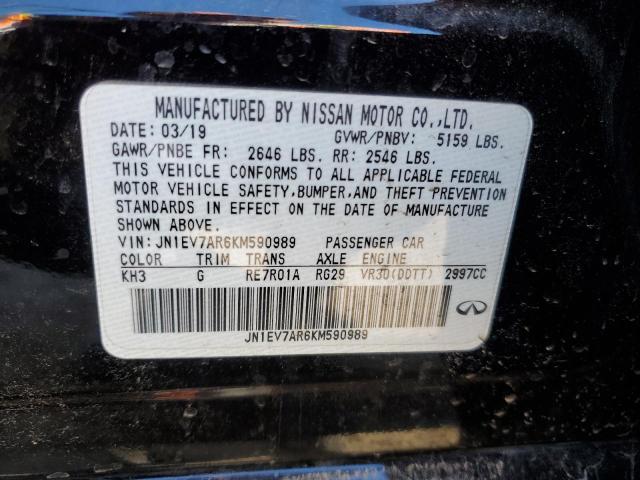 MANUFACTURED BY NISSAN MOTOR CO.,LTD.
DATE: 03/19 GVWR/PNBV: 5159 LBS.
GAWR/PNBE FR: 2646 LBS. RR: 2546 LBS.
THIS VEHICLE CONFORMS TO ALL APPLICABLE FEDERAL
MOTOR VEHICLE SAFETY,BUMPER,AND THEFT PREVENTION
STANDARDS IN EFFECT ON THE DATE OF MANUFACTURE
SHOWN ABOVE.
VIN: JN1EV7AR6KM590989 PASSENGER CAR
COLOR TRIM TRANS AXLE ENGINE
KH3 G RE7R01A RG29 VR30(DDTT) 2997CC
JN1EV7AR6KM590989